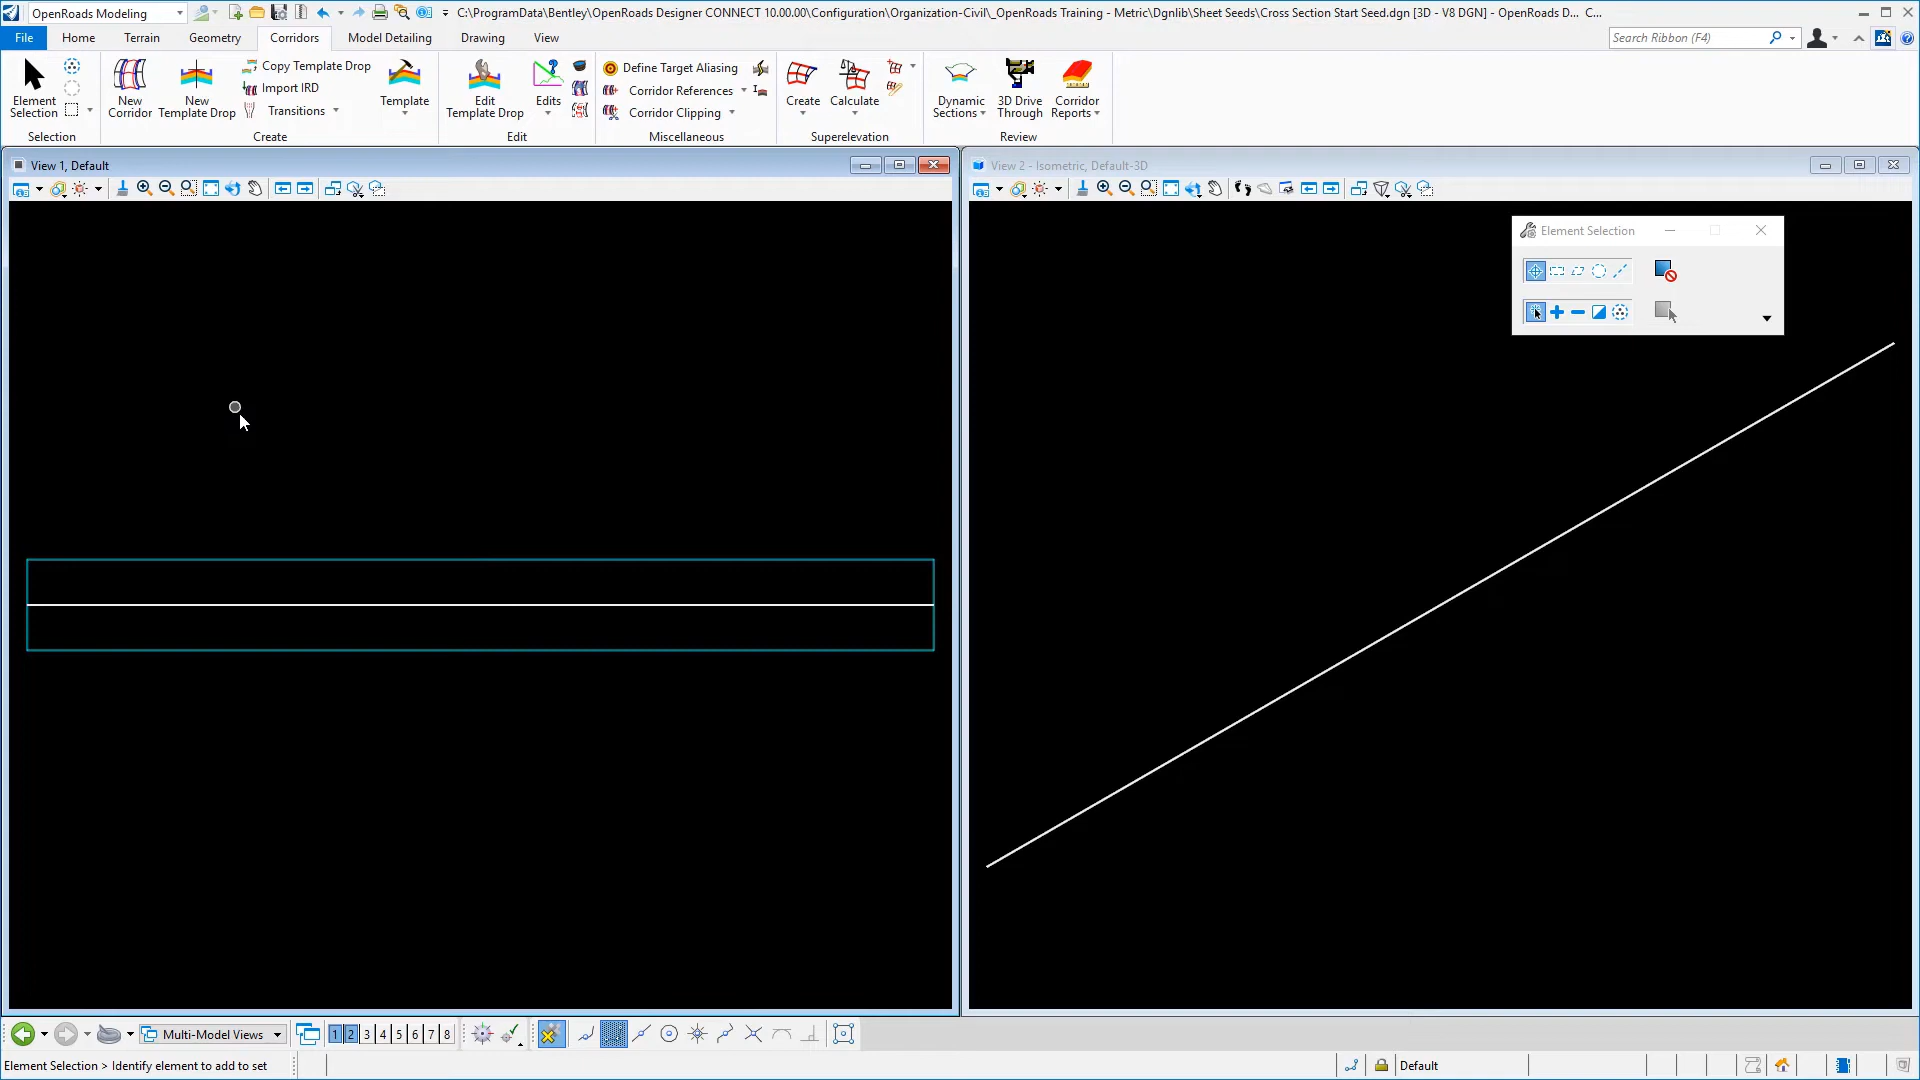 OpenRoads Modeling
C:\ProgramData\Bentley\OpenRoads Designer CONNECT 10.00.00\Configuration\Organization-Civil\_OpenRoads Training - Metric\Dgnlib\Sheet Seeds\Cross Section Start Seed.dgn [3D - V8 DGN] - OpenRoads D... C...
File Home Terrain Geometry Corridors Model Detailing Drawing View
Search Ribbon (F4)
Element Selection
New Corridor
New Template Drop
Copy Template Drop
Import IRD
Transitions
Template
Edit Template Drop
Edits
Define Target Aliasing
Corridor References
Corridor Clipping
Create
Calculate
Dynamic Sections
3D Drive Through
Corridor Reports
Selection Create Edit Miscellaneous Superelevation Review
View 1, Default
View 2 - Isometric, Default-3D
Element Selection
Multi-Model Views
1 2 3 4 5 6 7 8
Element Selection > Identify element to add to set
Default